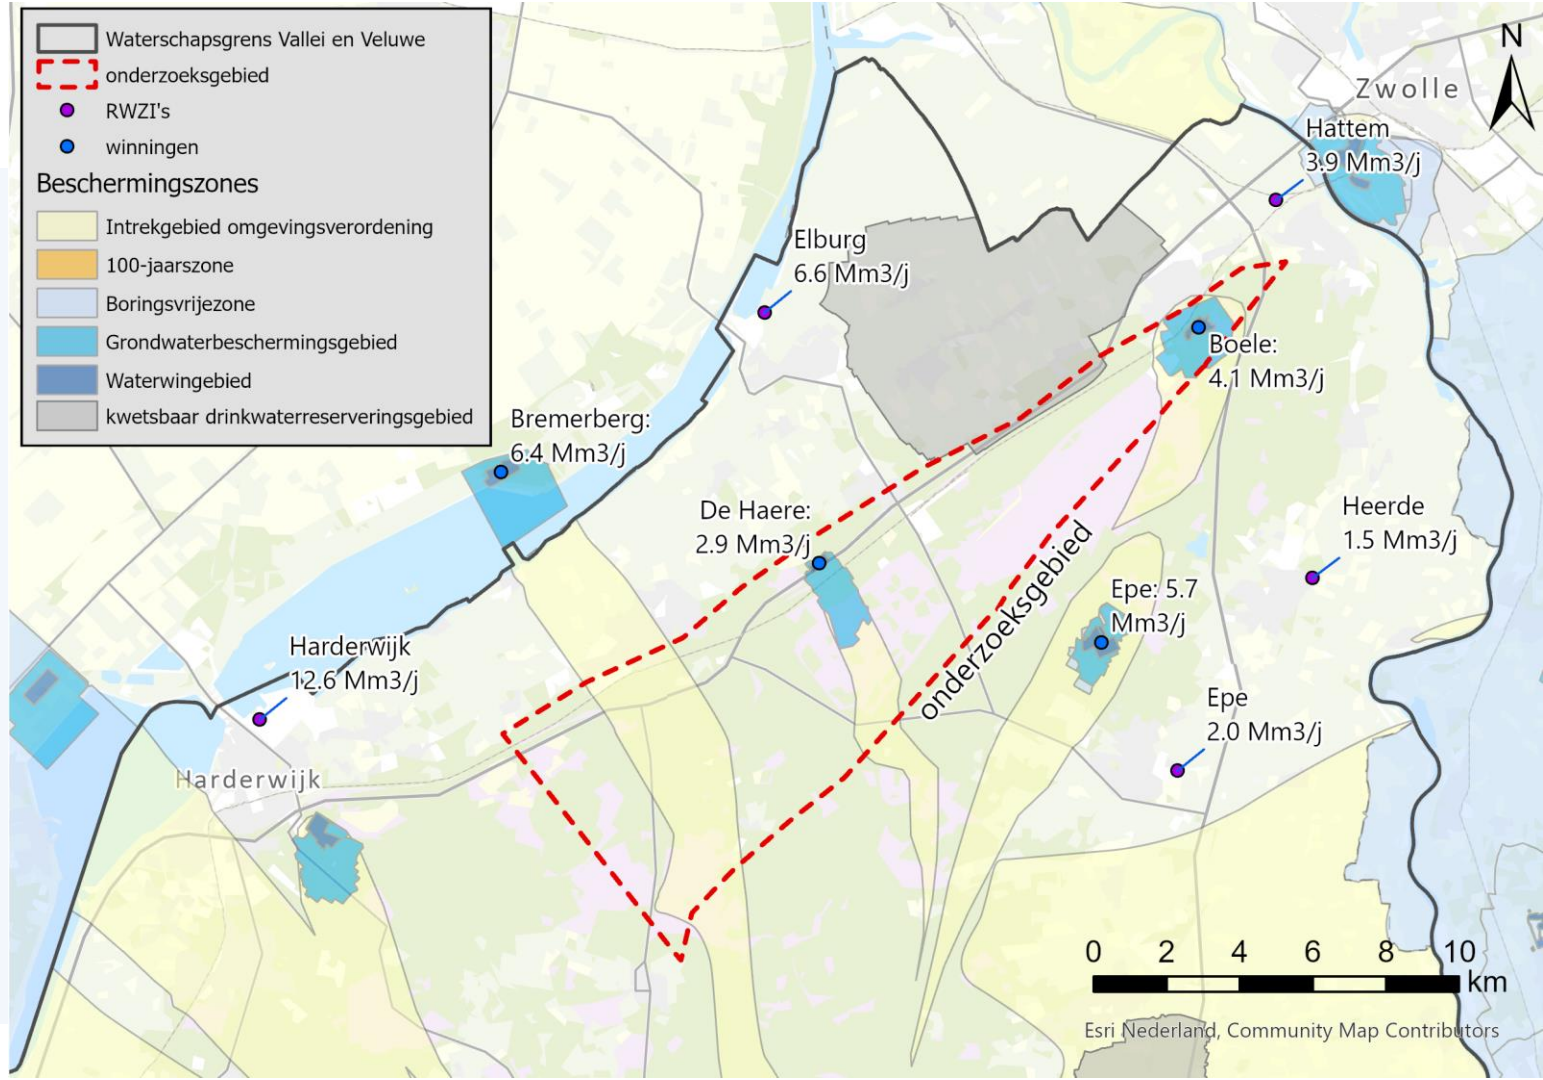 Waterschapsgrens Vallei en Veluwe
onderzoeksgebied
RWZI's
winningen
Beschermingszones
Intrekgebied omgevingsverordening
100-jaarszone
Boringsvrijezone
Grondwaterbeschermingsgebied
Waterwingebied
kwetsbaar drinkwaterreserveringsgebied
N
Zwolle
Hattem
3.9 Mm3/j
Elburg
6.6 Mm3/j
Boele:
4.1 Mm3/j
Bremerberg:
6.4 Mm3/j
De Haere:
2.9 Mm3/j
Heerde
1.5 Mm3/j
onderzoeksgebied
Epe: 5.7
Mm3/j
Harderwijk
12.6 Mm3/j
Epe
2.0 Mm3/j
Harderwijk
0 2 4 6 8 10
km
Esri Nederland, Community Map Contributors